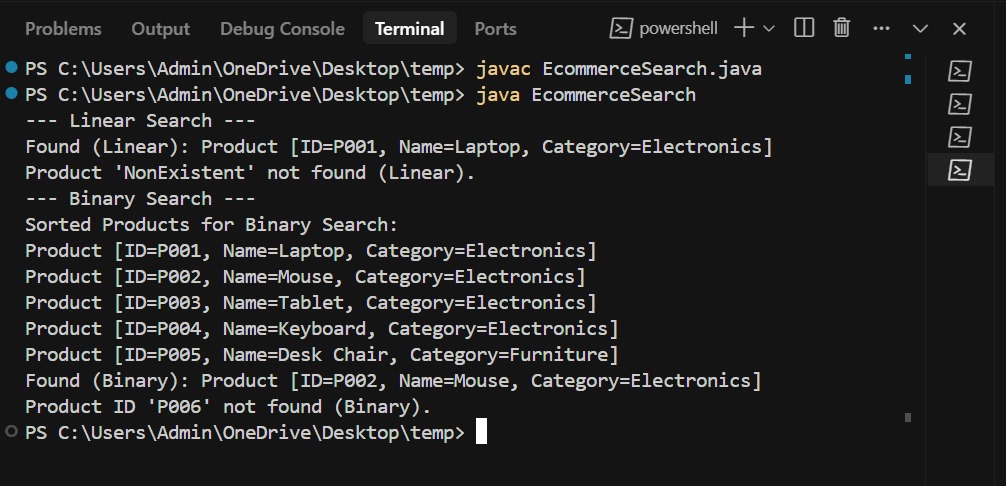 Problems Output Debug Console Terminal Ports powershell
PS C:\Users\Admin\OneDrive\Desktop\temp> javac EcommerceSearch.java
PS C:\Users\Admin\OneDrive\Desktop\temp> java EcommerceSearch
--- Linear Search ---
Found (Linear): Product [ID=P001, Name=Laptop, Category=Electronics]
Product 'NonExistent' not found (Linear).
--- Binary Search ---
Sorted Products for Binary Search:
Product [ID=P001, Name=Laptop, Category=Electronics]
Product [ID=P002, Name=Mouse, Category=Electronics]
Product [ID=P003, Name=Tablet, Category=Electronics]
Product [ID=P004, Name=Keyboard, Category=Electronics]
Product [ID=P005, Name=Desk Chair, Category=Furniture]
Found (Binary): Product [ID=P002, Name=Mouse, Category=Electronics]
Product ID 'P006' not found (Binary).
PS C:\Users\Admin\OneDrive\Desktop\temp>